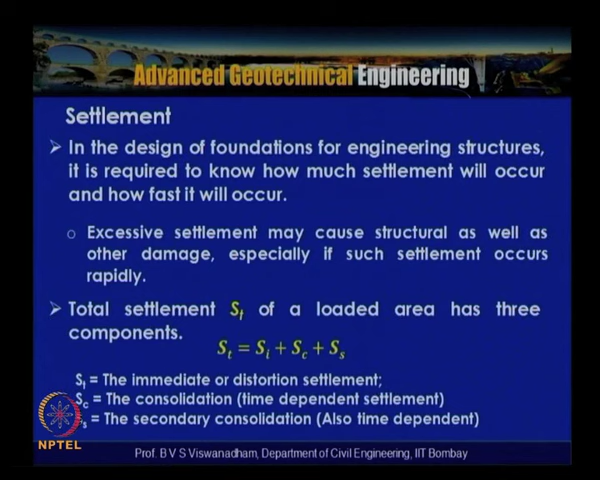 Advanced Geotechnical Engineering
Settlement
➢ In the design of foundations for engineering structures,
it is required to know how much settlement will occur
and how fast it will occur.
o Excessive settlement may cause structural as well as
other damage, especially if such settlement occurs
rapidly.
➢ Total settlement Sₜ of a loaded area has three
components.
Sₜ = Sᵢ + S꜀ + Sₛ
Sᵢ = The immediate or distortion settlement;
S꜀ = The consolidation (time dependent settlement)
Sₛ = The secondary consolidation (Also time dependent)
NPTEL
Prof. B V S Viswanadham, Department of Civil Engineering, IIT Bombay